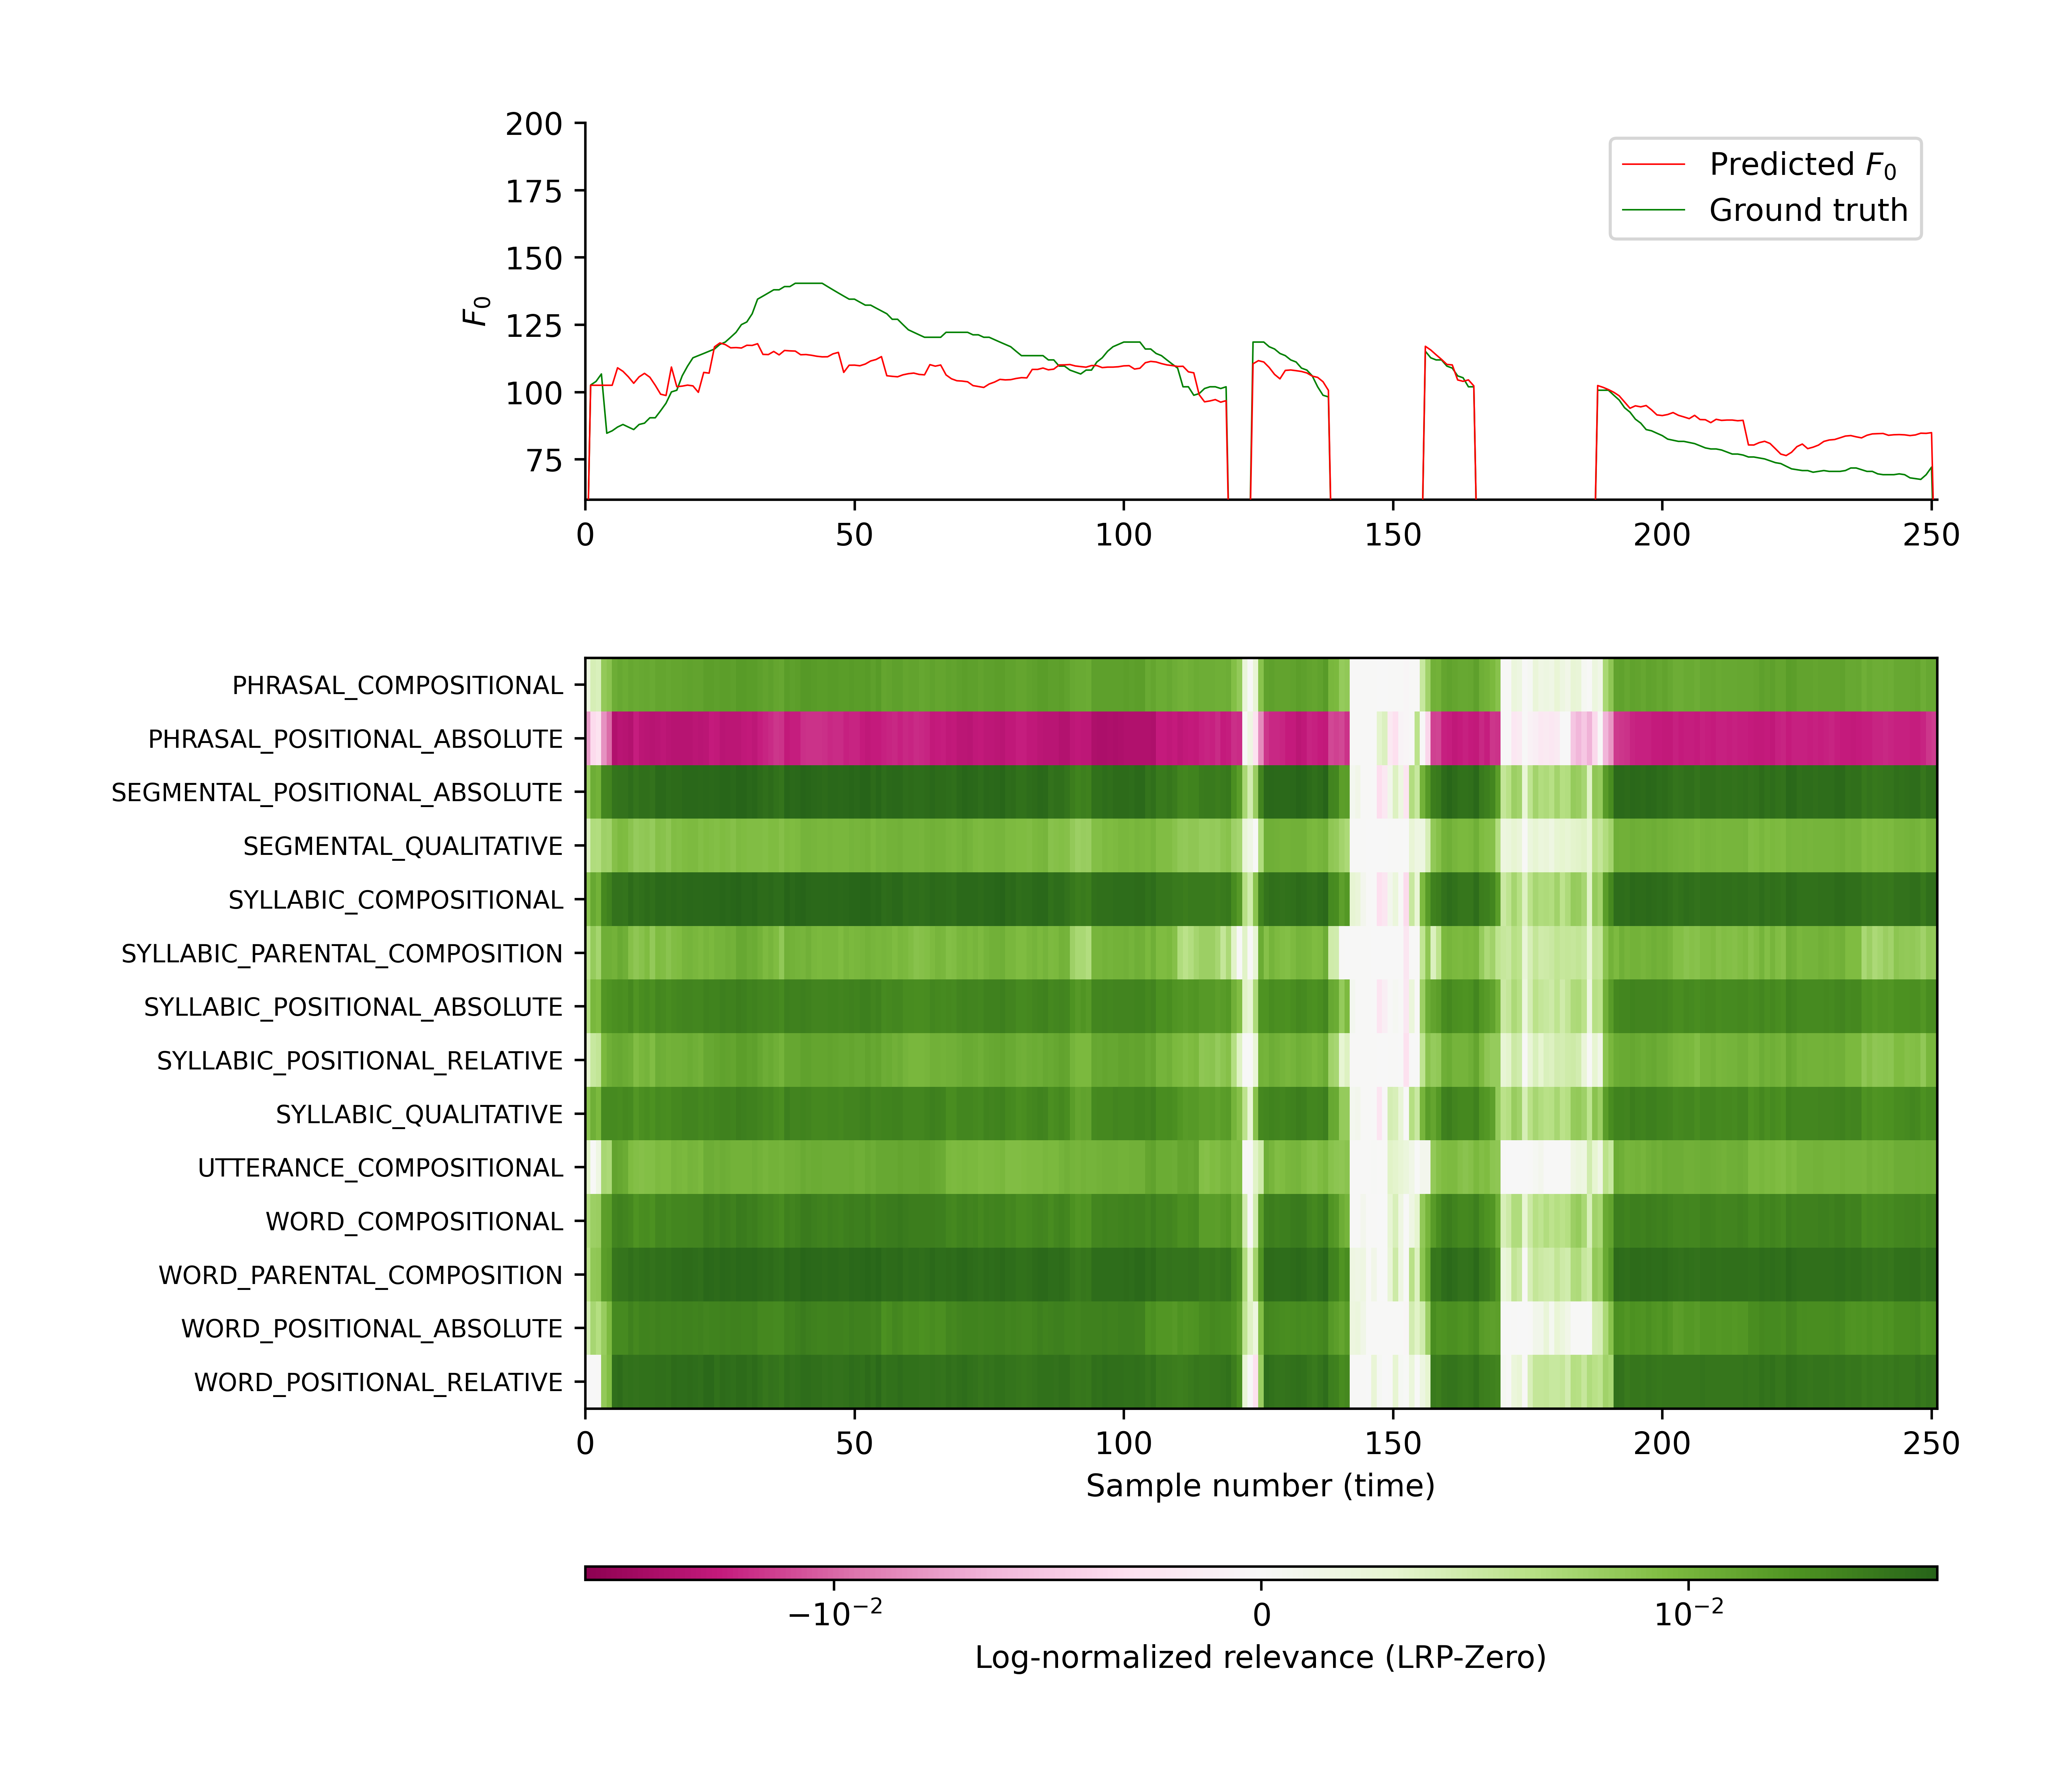 200
175
150
125
100
75
F0
Predicted F0
Ground truth
0 50 100 150 200 250
PHRASAL_COMPOSITIONAL
PHRASAL_POSITIONAL_ABSOLUTE
SEGMENTAL_POSITIONAL_ABSOLUTE
SEGMENTAL_QUALITATIVE
SYLLABIC_COMPOSITIONAL
SYLLABIC_PARENTAL_COMPOSITION
SYLLABIC_POSITIONAL_ABSOLUTE
SYLLABIC_POSITIONAL_RELATIVE
SYLLABIC_QUALITATIVE
UTTERANCE_COMPOSITIONAL
WORD_COMPOSITIONAL
WORD_PARENTAL_COMPOSITION
WORD_POSITIONAL_ABSOLUTE
WORD_POSITIONAL_RELATIVE
0 50 100 150 200 250
Sample number (time)
−10⁻² 0 10⁻²
Log-normalized relevance (LRP-Zero)